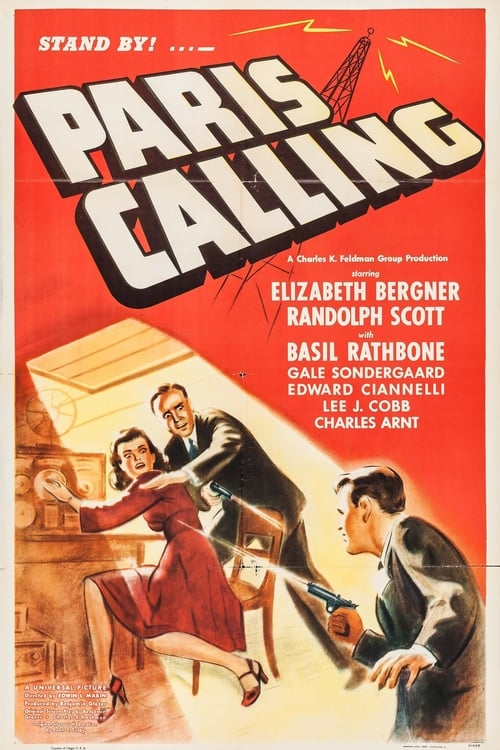 STAND BY! ...—
PARIS
CALLING
A Charles K. Feldman Group Production
starring
ELIZABETH BERGNER
RANDOLPH SCOTT
with
BASIL RATHBONE
GALE SONDERGAARD
EDWARD CIANNELLI
LEE J. COBB
CHARLES ARNT
A UNIVERSAL PICTURE
Directed by EDWIN L. MARIN
Produced by Benjamin Glazer